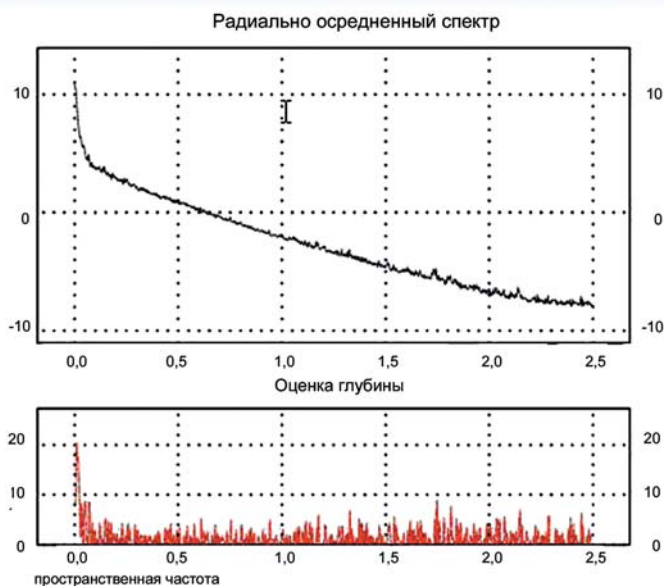 Радиально осредненный спектр
10 10
0 0
-10 -10
0,0 0,5 1,0 1,5 2,0 2,5
Оценка глубины
20 20
10 10
0 0
0,0 0,5 1,0 1,5 2,0 2,5
пространственная частота